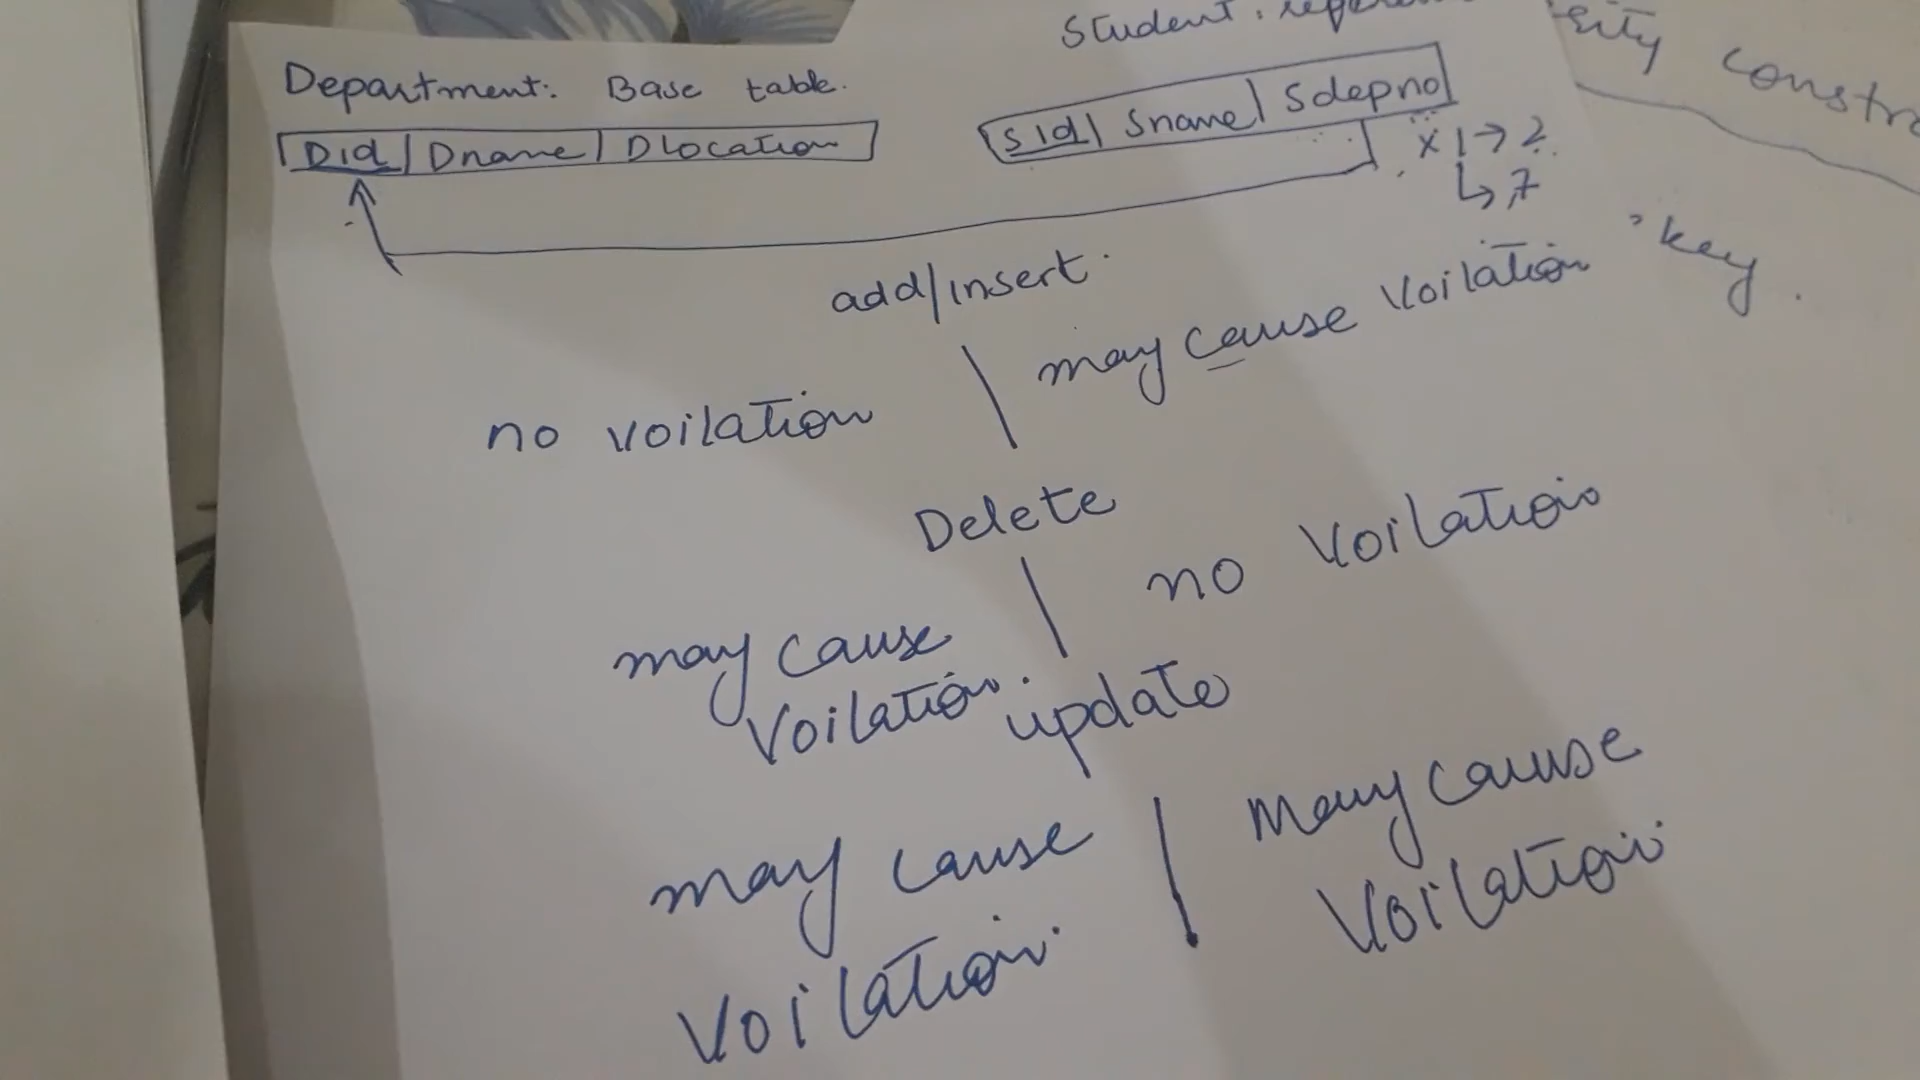 Student:
Department: Base table.
Did | Dname | Dlocation
Sid | Sname | Sdepno
x 1 → 2
↳ 7
constr
key.
add/insert.
no voilation | may cause voilation
Delete
may cause voilation. | no voilation
update
may cause voilation. | May cause voilation